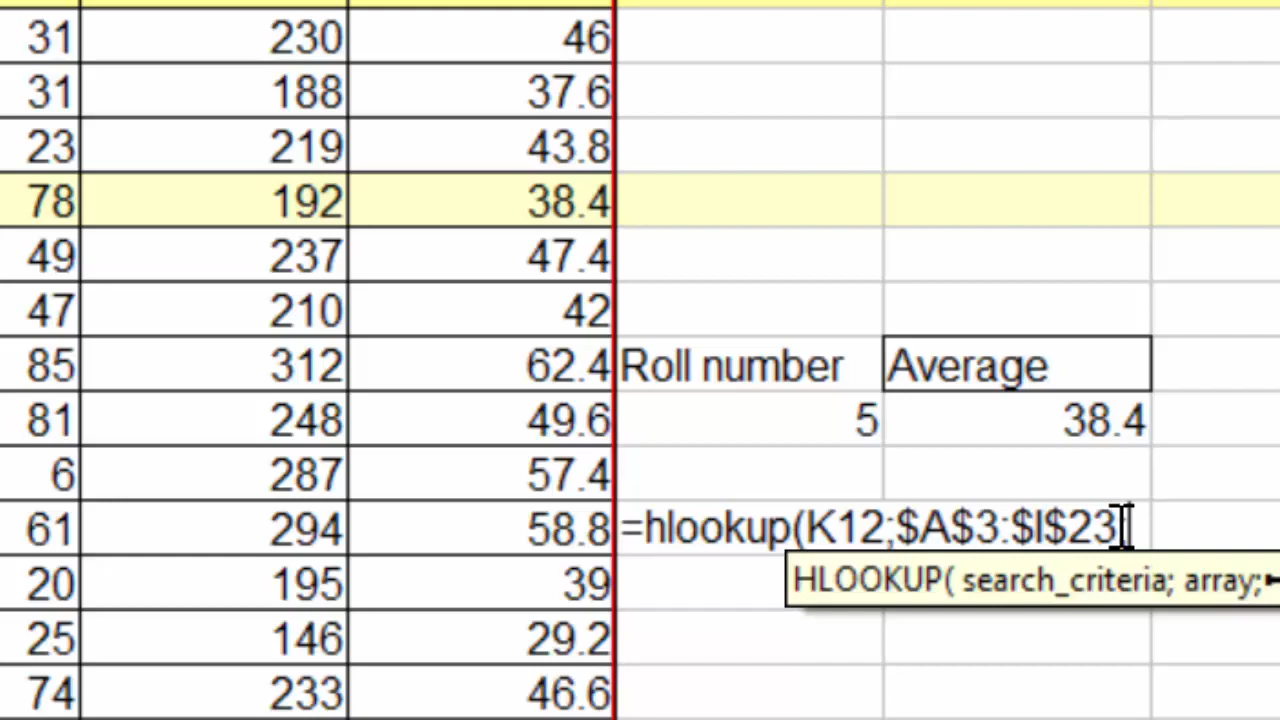 31 230 46
31 188 37.6
23 219 43.8
78 192 38.4
49 237 47.4
47 210 42
85 312 62.4 Roll number Average
81 248 49.6 5 38.4
6 287 57.4
61 294 58.8 =hlookup(K12;$A$3:$I$23;
HLOOKUP( search_criteria; array;
20 195 39
25 146 29.2
74 233 46.6